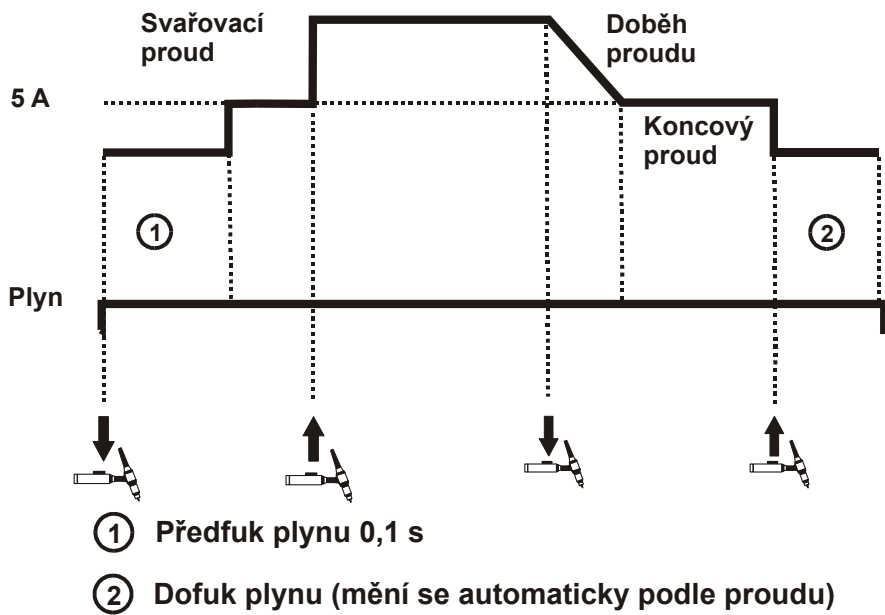 Svařovací
proud
Doběh
proudu
5 A
Koncový
proud
1
2
Plyn
1 Předfuk plynu 0,1 s
2 Dofuk plynu (mění se automaticky podle proudu)